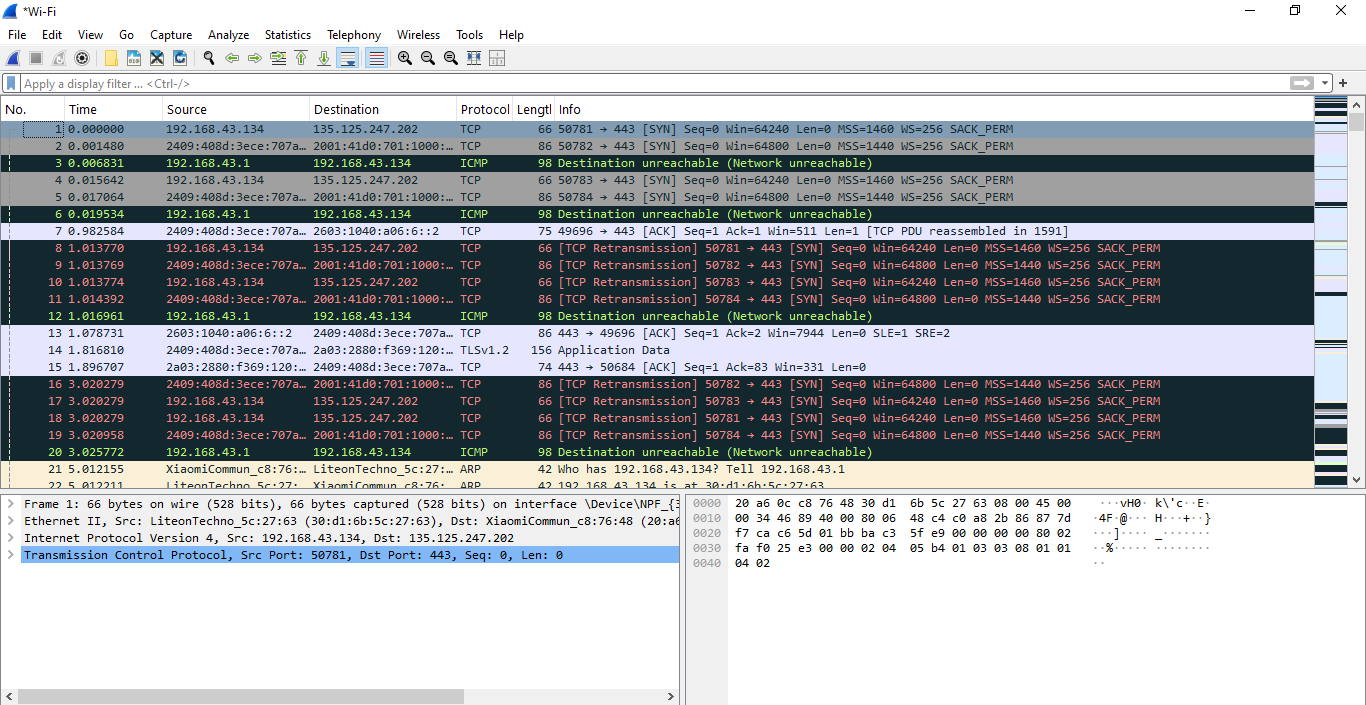 *Wi-Fi
File Edit View Go Capture Analyze Statistics Telephony Wireless Tools Help
Apply a display filter ... <Ctrl-/>
No. Time Source Destination Protocol Lengtl Info
1 0.000000 192.168.43.134 135.125.247.202 TCP 66 50781 → 443 [SYN] Seq=0 Win=64240 Len=0 MSS=1460 WS=256 SACK_PERM
2 0.001480 2409:408d:3ece:707a… 2001:41d0:701:1000:… TCP 86 50782 → 443 [SYN] Seq=0 Win=64800 Len=0 MSS=1440 WS=256 SACK_PERM
3 0.006831 192.168.43.1 192.168.43.134 ICMP 98 Destination unreachable (Network unreachable)
4 0.015642 192.168.43.134 135.125.247.202 TCP 66 50783 → 443 [SYN] Seq=0 Win=64240 Len=0 MSS=1460 WS=256 SACK_PERM
5 0.017064 2409:408d:3ece:707a… 2001:41d0:701:1000:… TCP 86 50784 → 443 [SYN] Seq=0 Win=64800 Len=0 MSS=1440 WS=256 SACK_PERM
6 0.019534 192.168.43.1 192.168.43.134 ICMP 98 Destination unreachable (Network unreachable)
7 0.982584 2409:408d:3ece:707a… 2603:1040:a06:6::2 TCP 75 49696 → 443 [ACK] Seq=1 Ack=1 Win=511 Len=1 [TCP PDU reassembled in 1591]
8 1.013770 192.168.43.134 135.125.247.202 TCP 66 [TCP Retransmission] 50781 → 443 [SYN] Seq=0 Win=64240 Len=0 MSS=1460 WS=256 SACK_PERM
9 1.013769 2409:408d:3ece:707a… 2001:41d0:701:1000:… TCP 86 [TCP Retransmission] 50782 → 443 [SYN] Seq=0 Win=64800 Len=0 MSS=1440 WS=256 SACK_PERM
10 1.013774 192.168.43.134 135.125.247.202 TCP 66 [TCP Retransmission] 50783 → 443 [SYN] Seq=0 Win=64240 Len=0 MSS=1460 WS=256 SACK_PERM
11 1.014392 2409:408d:3ece:707a… 2001:41d0:701:1000:… TCP 86 [TCP Retransmission] 50784 → 443 [SYN] Seq=0 Win=64800 Len=0 MSS=1440 WS=256 SACK_PERM
12 1.016961 192.168.43.1 192.168.43.134 ICMP 98 Destination unreachable (Network unreachable)
13 1.078731 2603:1040:a06:6::2 2409:408d:3ece:707a… TCP 86 443 → 49696 [ACK] Seq=1 Ack=2 Win=7944 Len=0 SLE=1 SRE=2
14 1.816810 2409:408d:3ece:707a… 2a03:2880:f369:120:… TLSv1.2 156 Application Data
15 1.896707 2a03:2880:f369:120:… 2409:408d:3ece:707a… TCP 74 443 → 50684 [ACK] Seq=1 Ack=83 Win=331 Len=0
16 3.020279 2409:408d:3ece:707a… 2001:41d0:701:1000:… TCP 86 [TCP Retransmission] 50782 → 443 [SYN] Seq=0 Win=64800 Len=0 MSS=1440 WS=256 SACK_PERM
17 3.020279 192.168.43.134 135.125.247.202 TCP 66 [TCP Retransmission] 50783 → 443 [SYN] Seq=0 Win=64240 Len=0 MSS=1460 WS=256 SACK_PERM
18 3.020279 192.168.43.134 135.125.247.202 TCP 66 [TCP Retransmission] 50781 → 443 [SYN] Seq=0 Win=64240 Len=0 MSS=1460 WS=256 SACK_PERM
19 3.020958 2409:408d:3ece:707a… 2001:41d0:701:1000:… TCP 86 [TCP Retransmission] 50784 → 443 [SYN] Seq=0 Win=64800 Len=0 MSS=1440 WS=256 SACK_PERM
20 3.025772 192.168.43.1 192.168.43.134 ICMP 98 Destination unreachable (Network unreachable)
21 5.012155 XiaomiCommun_c8:76:… LiteonTechno_5c:27:… ARP 42 Who has 192.168.43.134? Tell 192.168.43.1
22 5.012211 LiteonTechno_5c:27: XiaomiCommun_c8:76: ARP 42 192.168.43.134 is at 30:d1:6b:5c:27:63
Frame 1: 66 bytes on wire (528 bits), 66 bytes captured (528 bits) on interface \Device\NPF_{3
Ethernet II, Src: LiteonTechno_5c:27:63 (30:d1:6b:5c:27:63), Dst: XiaomiCommun_c8:76:48 (20:a6
Internet Protocol Version 4, Src: 192.168.43.134, Dst: 135.125.247.202
Transmission Control Protocol, Src Port: 50781, Dst Port: 443, Seq: 0, Len: 0
0000 20 a6 0c c8 76 48 30 d1 6b 5c 27 63 08 00 45 00 ···vH0· k\'c··E·
0010 00 34 46 89 40 00 80 06 48 c4 c0 a8 2b 86 87 7d ·4F·@··· H···+··}
0020 f7 ca c6 5d 01 bb ba c3 5f e9 00 00 00 00 80 02 ···]···· _·······
0030 fa f0 25 e3 00 00 02 04 05 b4 01 03 03 08 01 01 ··%····· ········
0040 04 02 ··